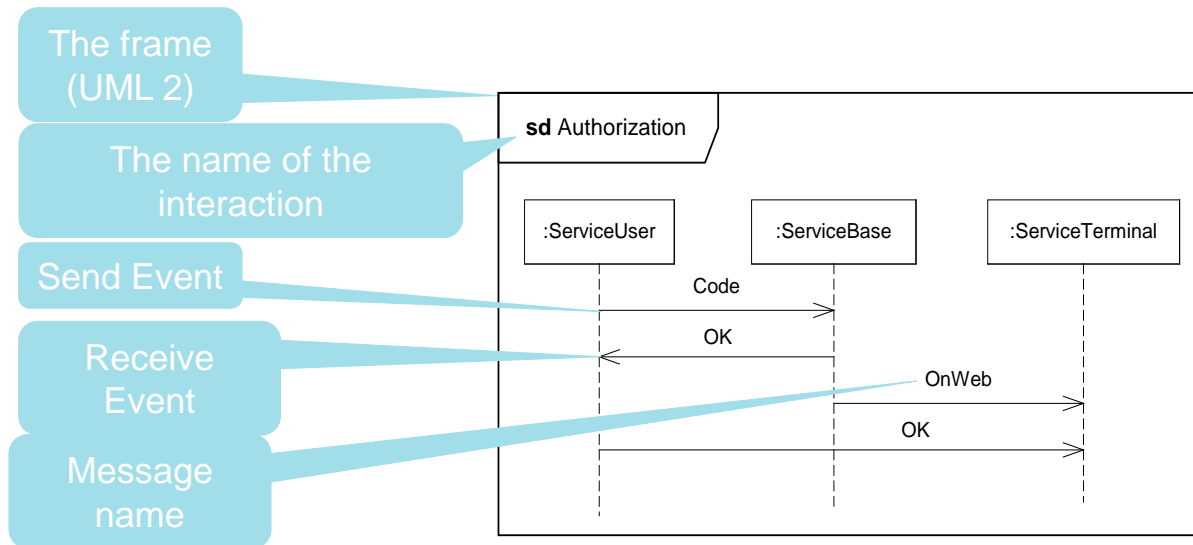 The frame
(UML 2)
The name of the
interaction
Send Event
Receive
Event
Message
name
sd Authorization
:ServiceUser
:ServiceBase
:ServiceTerminal
Code
OK
OnWeb
OK